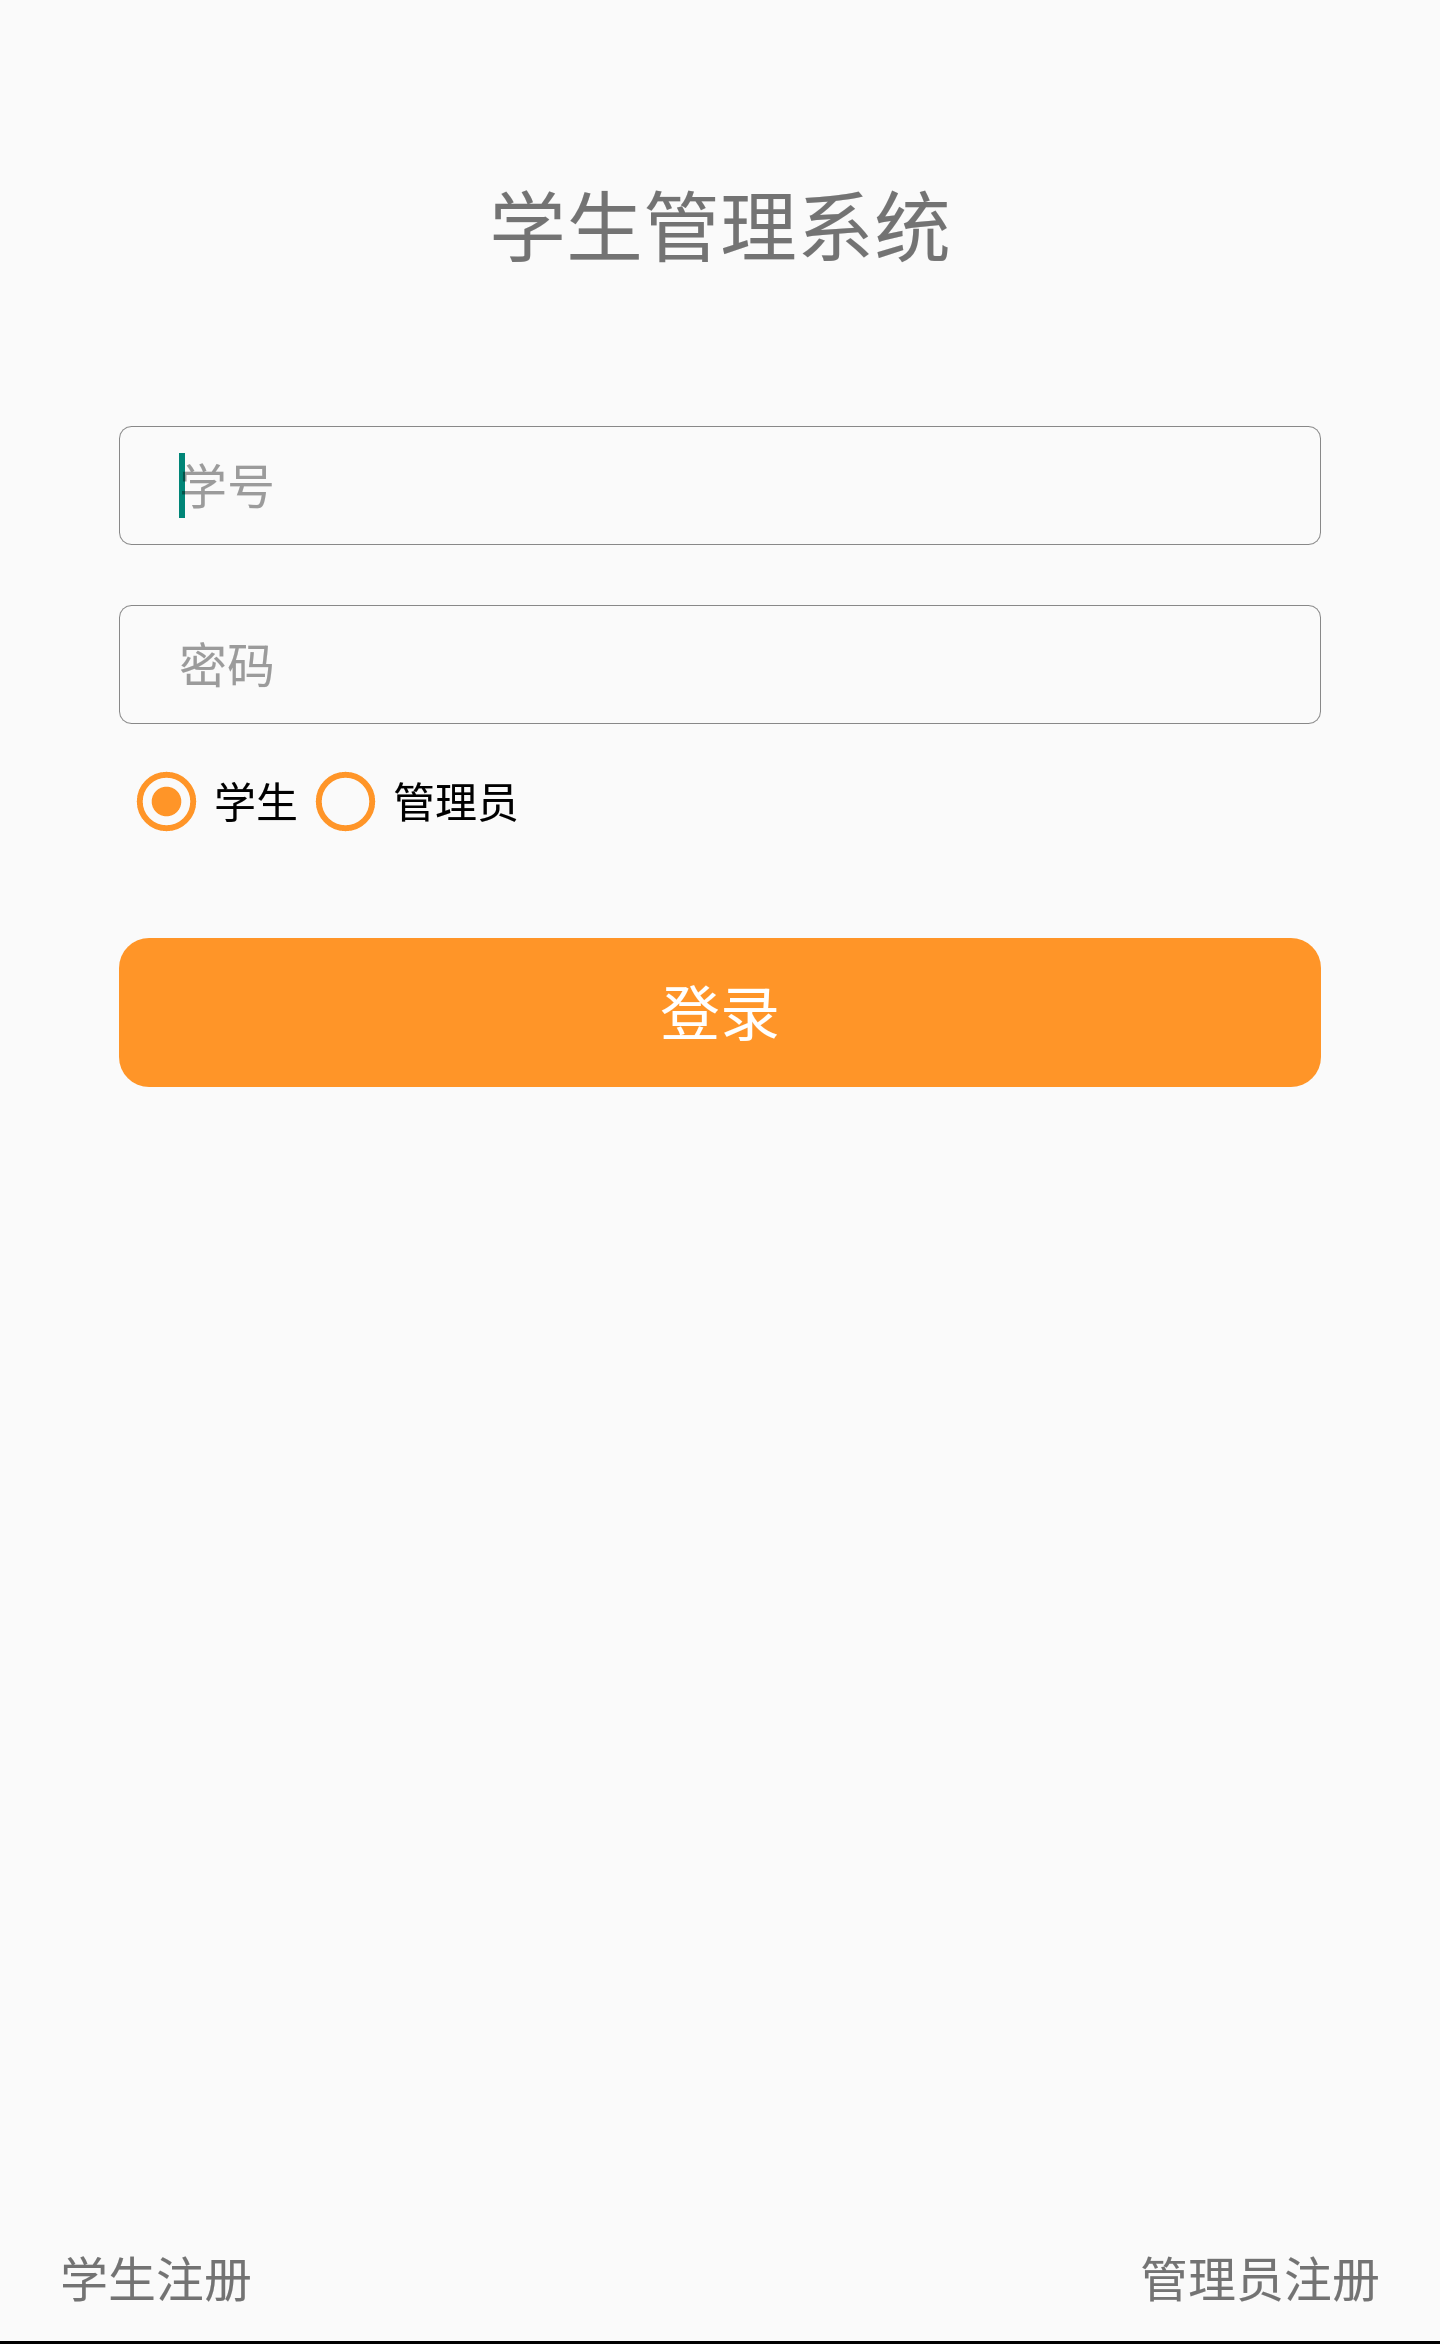 学生管理系统
学号
密码
学生 管理员
登录
学生注册 管理员注册